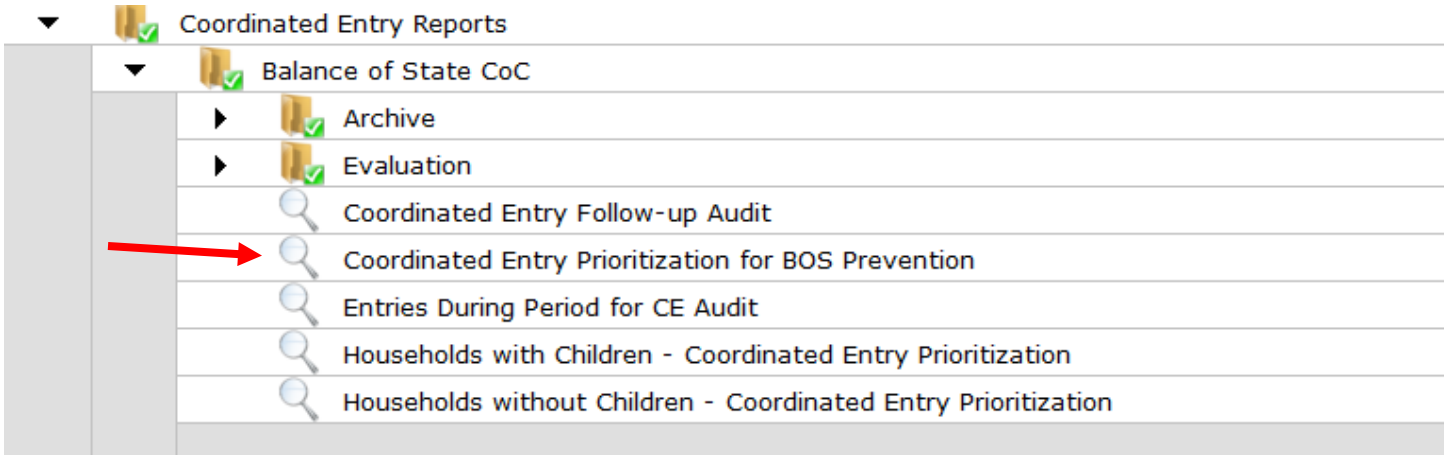 Coordinated Entry Reports
Balance of State CoC
Archive
Evaluation
Coordinated Entry Follow-up Audit
Coordinated Entry Prioritization for BOS Prevention
Entries During Period for CE Audit
Households with Children - Coordinated Entry Prioritization
Households without Children - Coordinated Entry Prioritization